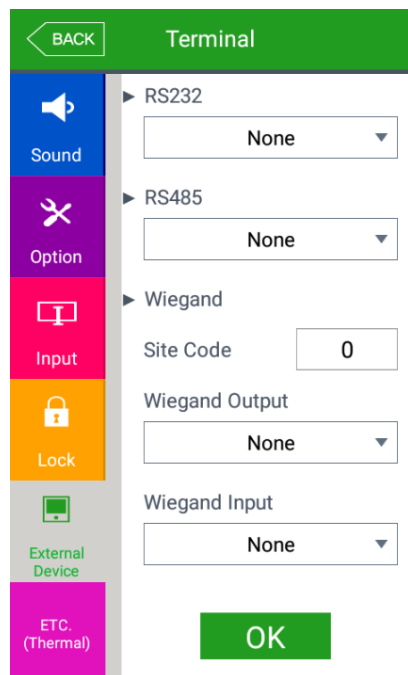 BACK
Terminal
Sound
Option
Input
Lock
External
Device
ETC.
(Thermal)
RS232
None
RS485
None
Wiegand
Site Code 0
Wiegand Output
None
Wiegand Input
None
OK